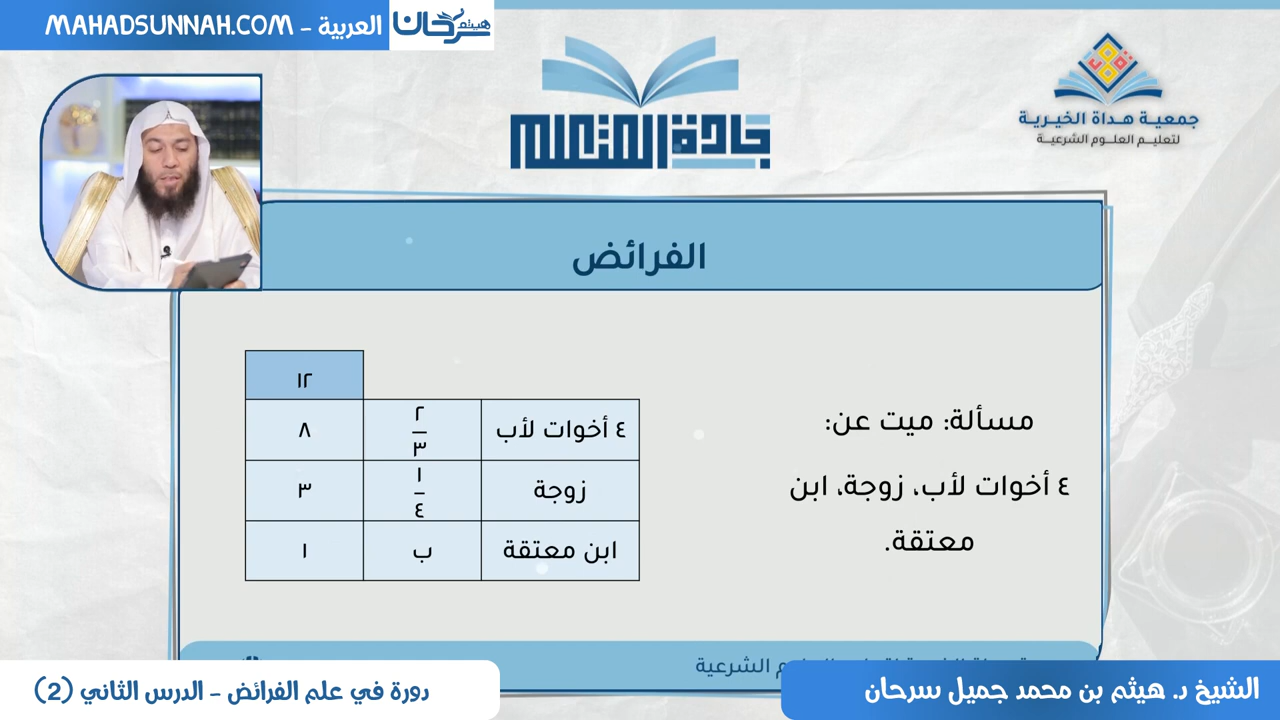 MAHADSUNNAH.COM - العربية
هيثم سرحان
جادة المتعلم
جمعية هداة الخيرية
لتعليم العلوم الشرعية
الفرائض
مسألة: ميت عن:
٤ أخوات لأب، زوجة، ابن
معتقة.
١٢
٤ أخوات لأب ٢/٣ ٨
زوجة ١/٤ ٣
ابن معتقة ب ١
الشرعية
الشيخ د. هيثم بن محمد جميل سرحان
دورة في علم الفرائض - الدرس الثاني (2)